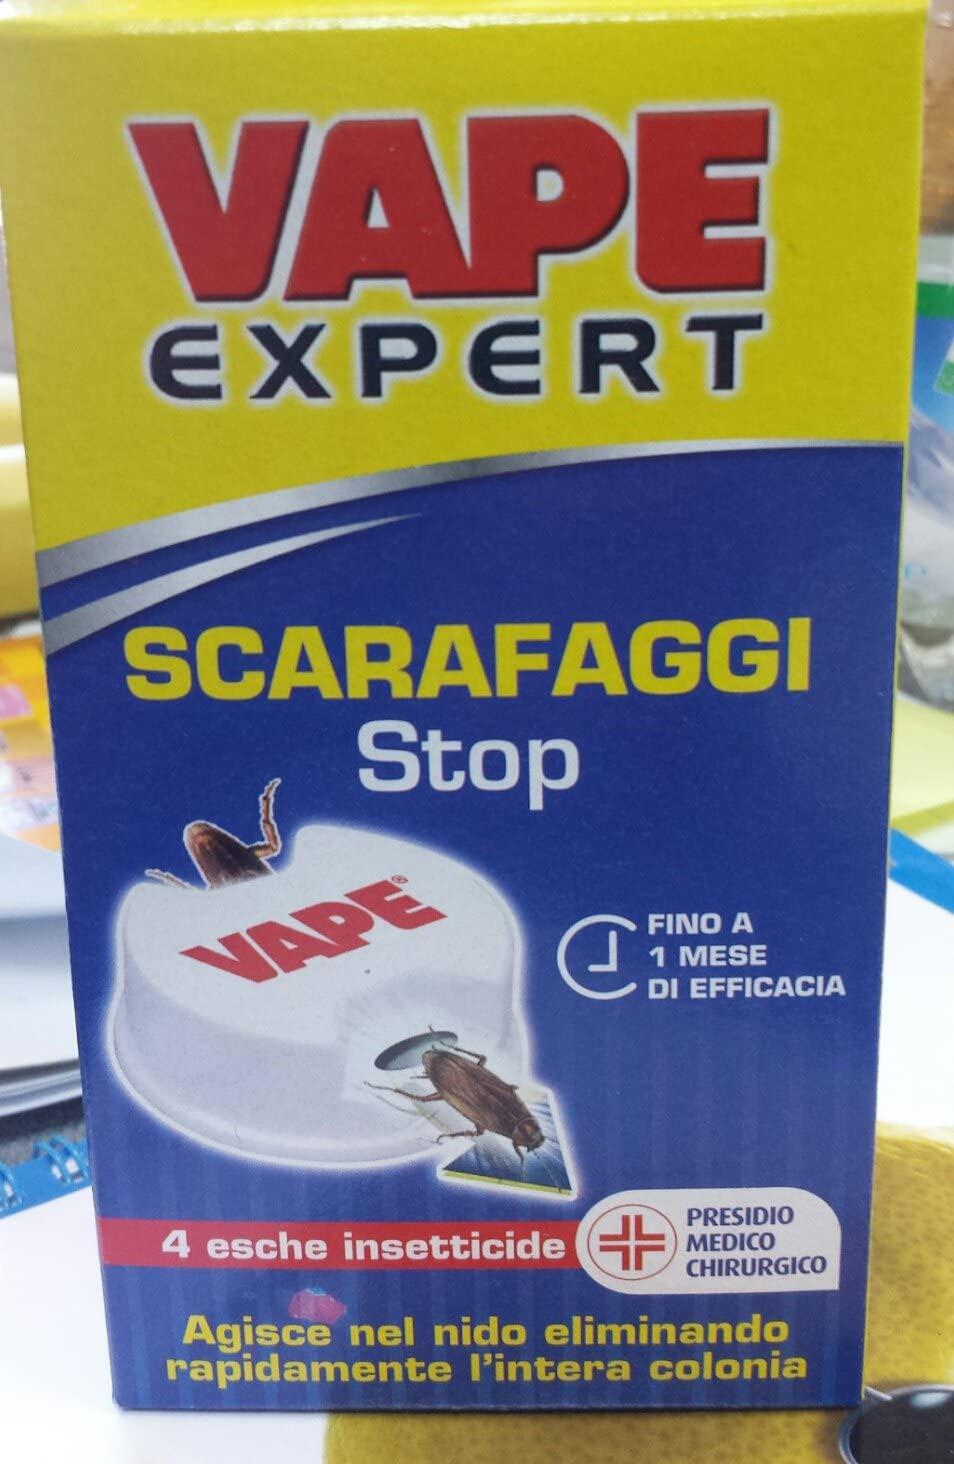 VAPE
EXPERT
SCARAFAGGI
Stop
VAPE®
FINO A
1 MESE
DI EFFICACIA
4 esche insetticide
PRESIDIO
MEDICO
CHIRURGICO
Agisce nel nido eliminando
rapidamente l'intera colonia